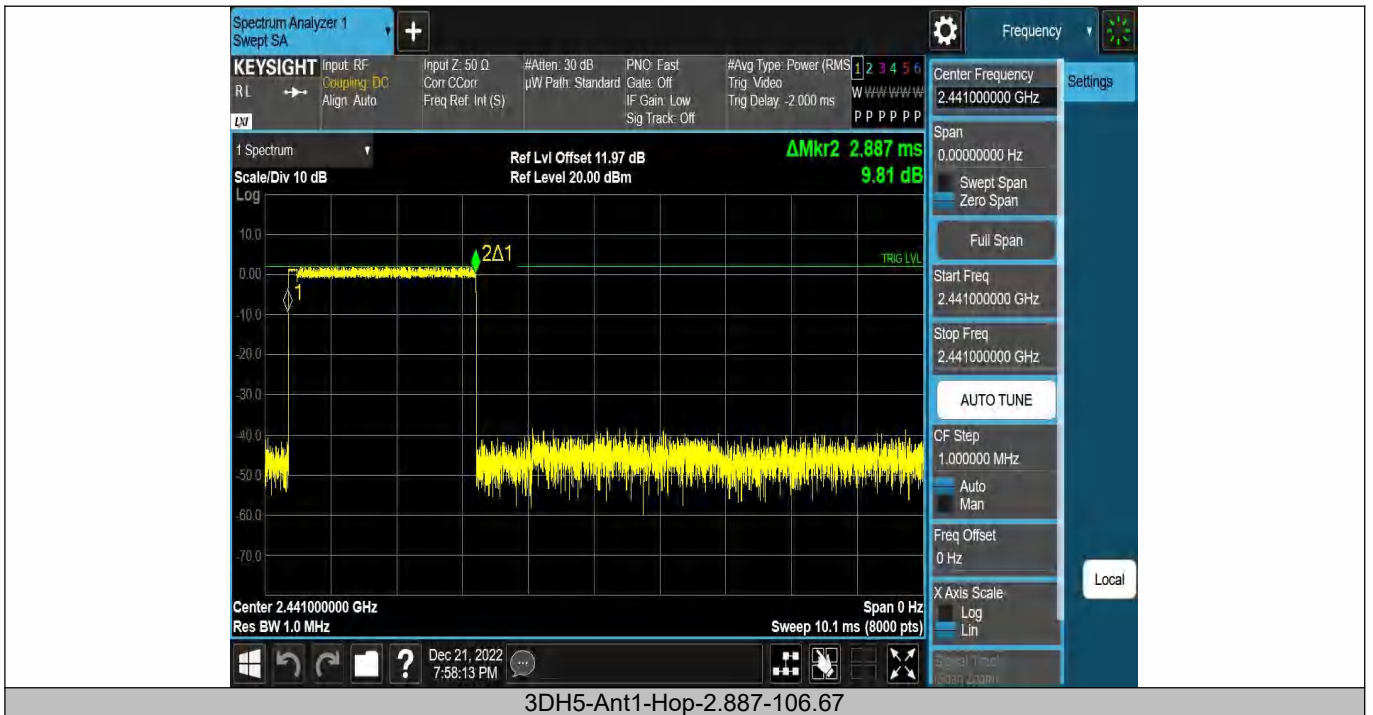 Spectrum Analyzer 1
Swept SA
+
Frequency
KEYSIGHT
RL
LXI
Input: RF
Coupling: DC
Align: Auto
Input Z: 50 Ω
Corr CCorr
Freq Ref: Int (S)
#Atten: 30 dB
µW Path: Standard
PNO: Fast
Gate: Off
IF Gain: Low
Sig Track: Off
#Avg Type: Power (RMS
Trig: Video
Trig Delay: -2.000 ms
1 2 3 4 5 6
W W W W W W
P P P P P P
Center Frequency
2.441000000 GHz
Settings
1 Spectrum
Scale/Div 10 dB
Log
Ref Lvl Offset 11.97 dB
Ref Level 20.00 dBm
ΔMkr2 2.887 ms
9.81 dB
Span
0.00000000 Hz
Swept Span
Zero Span
Full Span
10.0
0.00
-10.0
-20.0
-30.0
-40.0
-50.0
-60.0
-70.0
2Δ1
1
TRIG LVL
Start Freq
2.441000000 GHz
Stop Freq
2.441000000 GHz
AUTO TUNE
CF Step
1.000000 MHz
Auto
Man
Freq Offset
0 Hz
X Axis Scale
Log
Lin
Local
Signal Track
(Span Zoom)
Center 2.441000000 GHz
Res BW 1.0 MHz
Span 0 Hz
Sweep 10.1 ms (8000 pts)
?
Dec 21, 2022
7:58:13 PM
3DH5-Ant1-Hop-2.887-106.67